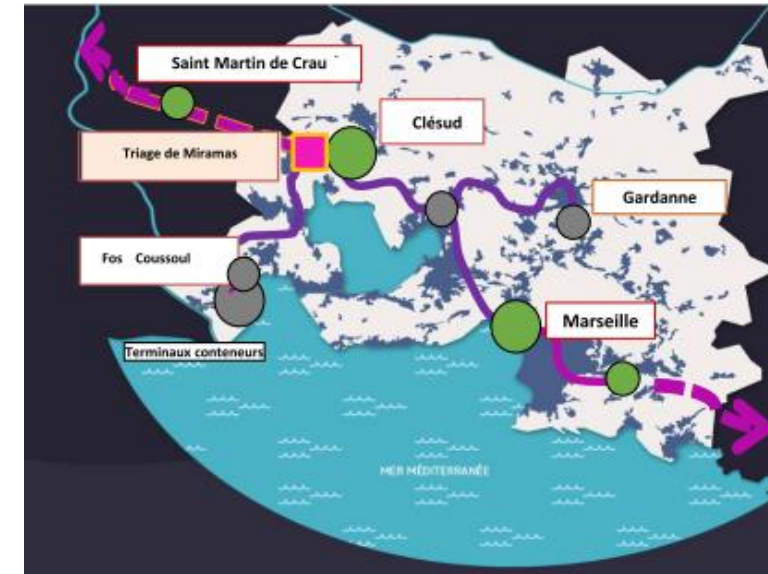 Saint Martin de Crau
Clésud
Triage de Miramas
Gardanne
Fos Coussoul
Marseille
Terminaux conteneurs
MER MÉDITERRANÉE